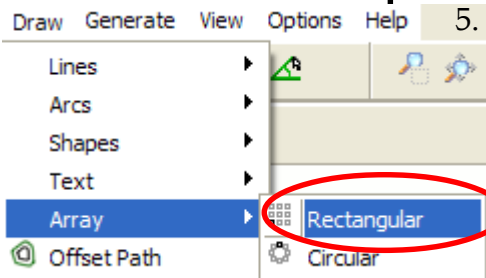 Draw Generate View Options Help 5.
Lines
Arcs
Shapes
Text
Array Rectangular
Offset Path Circular